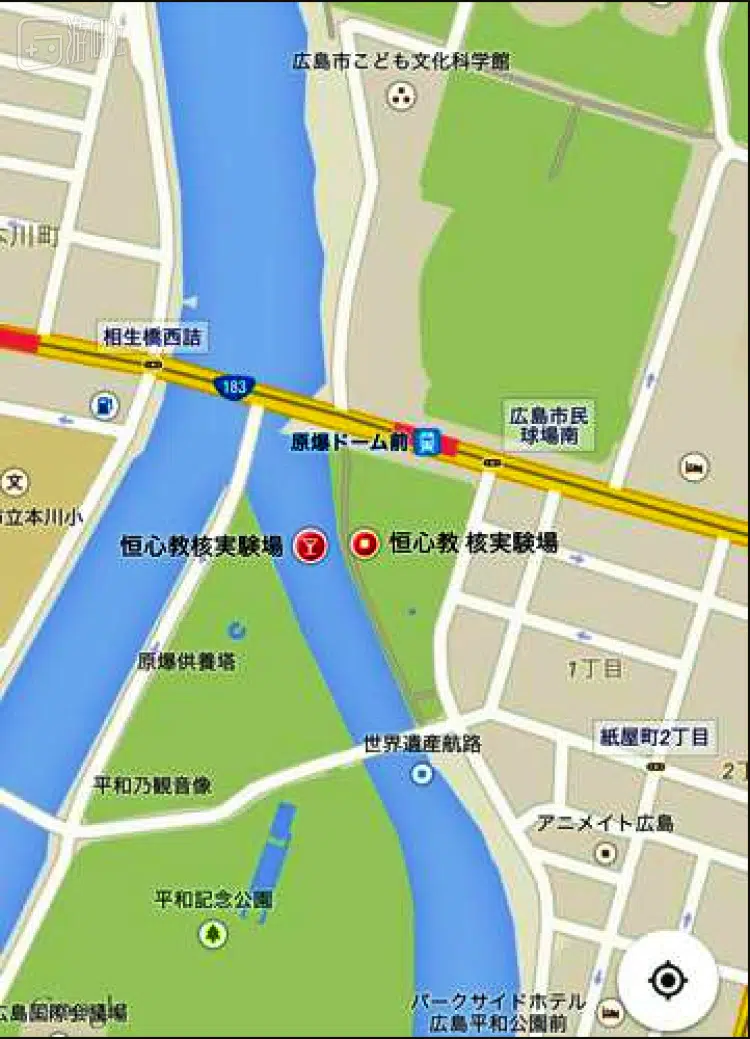 游吧
広島市こども文化科学館
本川町
相生橋西詰
183
原爆ドーム前
広島市民
球場南
文
市立本川小
恒心教核実験場
恒心教 核実験場
原爆供養塔
1丁目
世界遺産航路
紙屋町2丁目
2丁
平和乃観音像
アニメイト広島
平和記念公園
広島国際会議場
パークサイドホテル
広島平和公園前